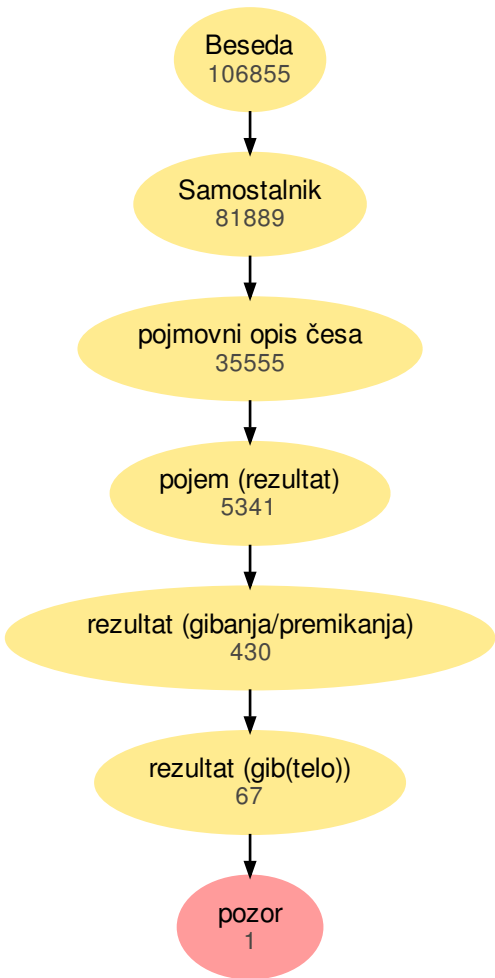 Beseda
106855
Samostalnik
81889
pojmovni opis česa
35555
pojem (rezultat)
5341
rezultat (gibanja/premikanja)
430
rezultat (gib(telo))
67
pozor
1